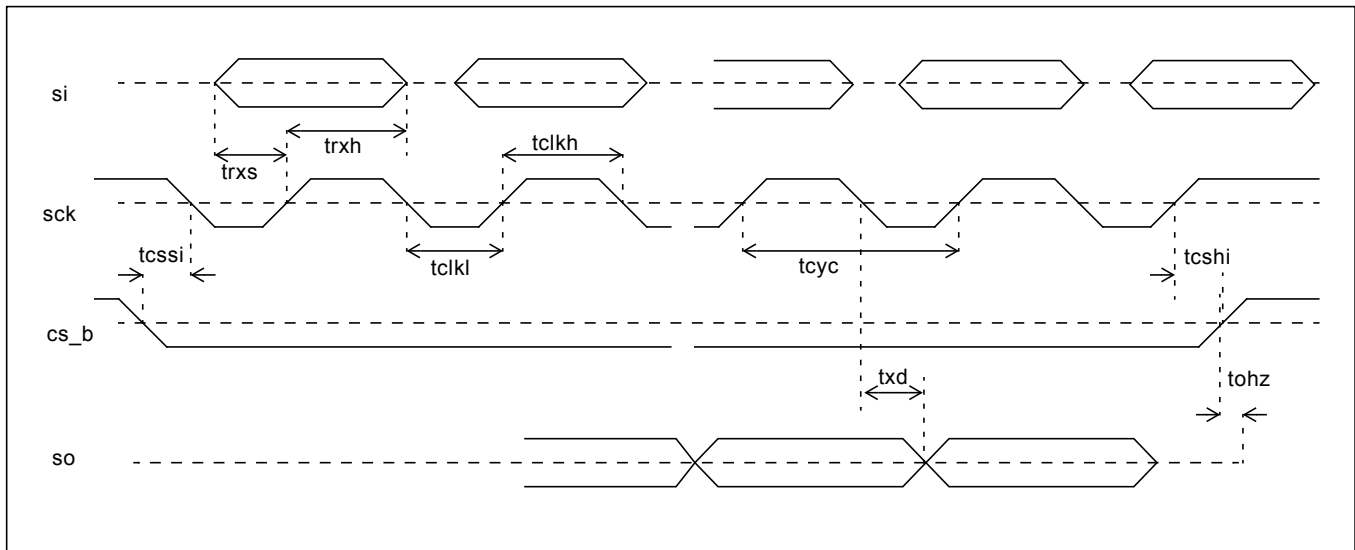 si
trxh
tclkh
trxs
sck
tcssi
tclkl
tcyc
tcshi
cs_b
txd
tohz
so